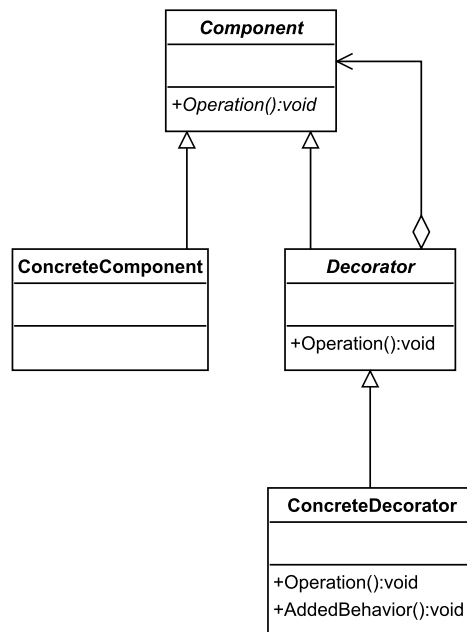 Component
+Operation():void
ConcreteComponent
Decorator
+Operation():void
ConcreteDecorator
+Operation():void
+AddedBehavior():void